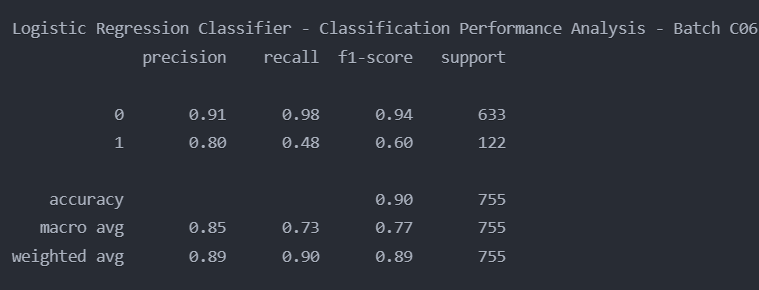 Logistic Regression Classifier - Classification Performance Analysis - Batch C06
precision recall f1-score support
0 0.91 0.98 0.94 633
1 0.80 0.48 0.60 122
accuracy 0.90 755
macro avg 0.85 0.73 0.77 755
weighted avg 0.89 0.90 0.89 755